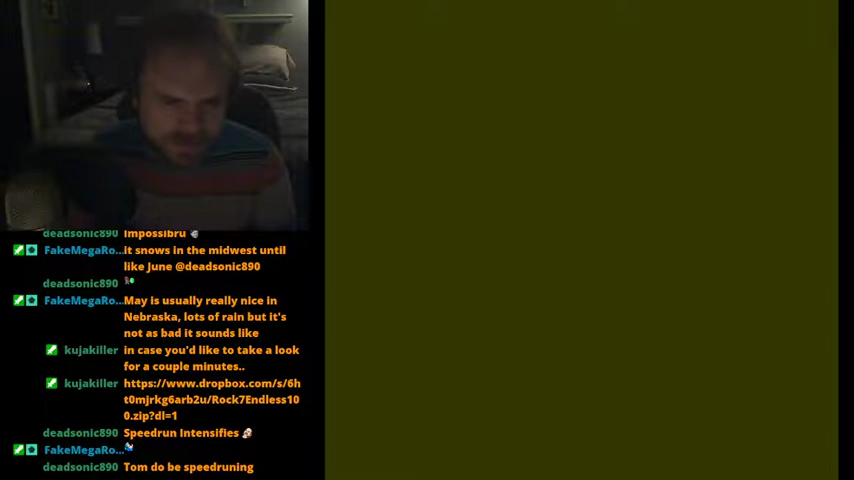 deadsonic890 Impossibru
FakeMegaRo... it snows in the midwest until
like June @deadsonic890
deadsonic890
FakeMegaRo... May is usually really nice in
Nebraska, lots of rain but it's
not as bad it sounds like
kujakiller in case you'd like to take a look
for a couple minutes..
kujakiller https://www.dropbox.com/s/6h
t0mjrkg6arb2u/Rock7Endless10
0.zip?dl=1
deadsonic890 Speedrun Intensifies
FakeMegaRo...
deadsonic890 Tom do be speedruning